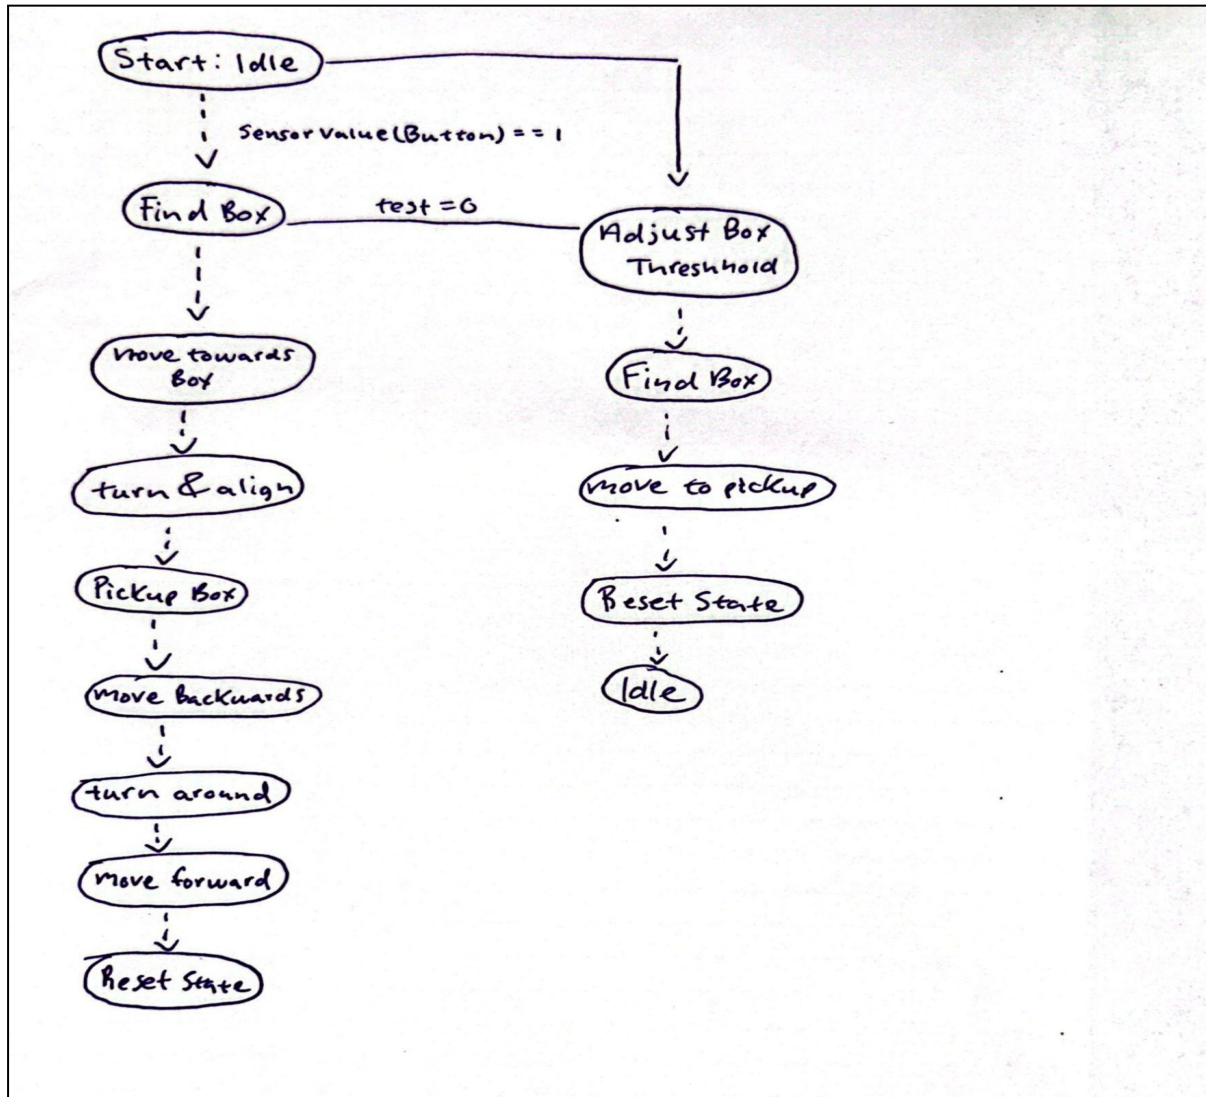 Start: Idle
SensorValue(Button) == 1
Find Box
test = 0
Adjust Box
Threshhold
move towards
Box
Find Box
turn & align
move to pickup
Pickup Box
Reset State
move Backwards
Idle
turn around
move forward
Reset State